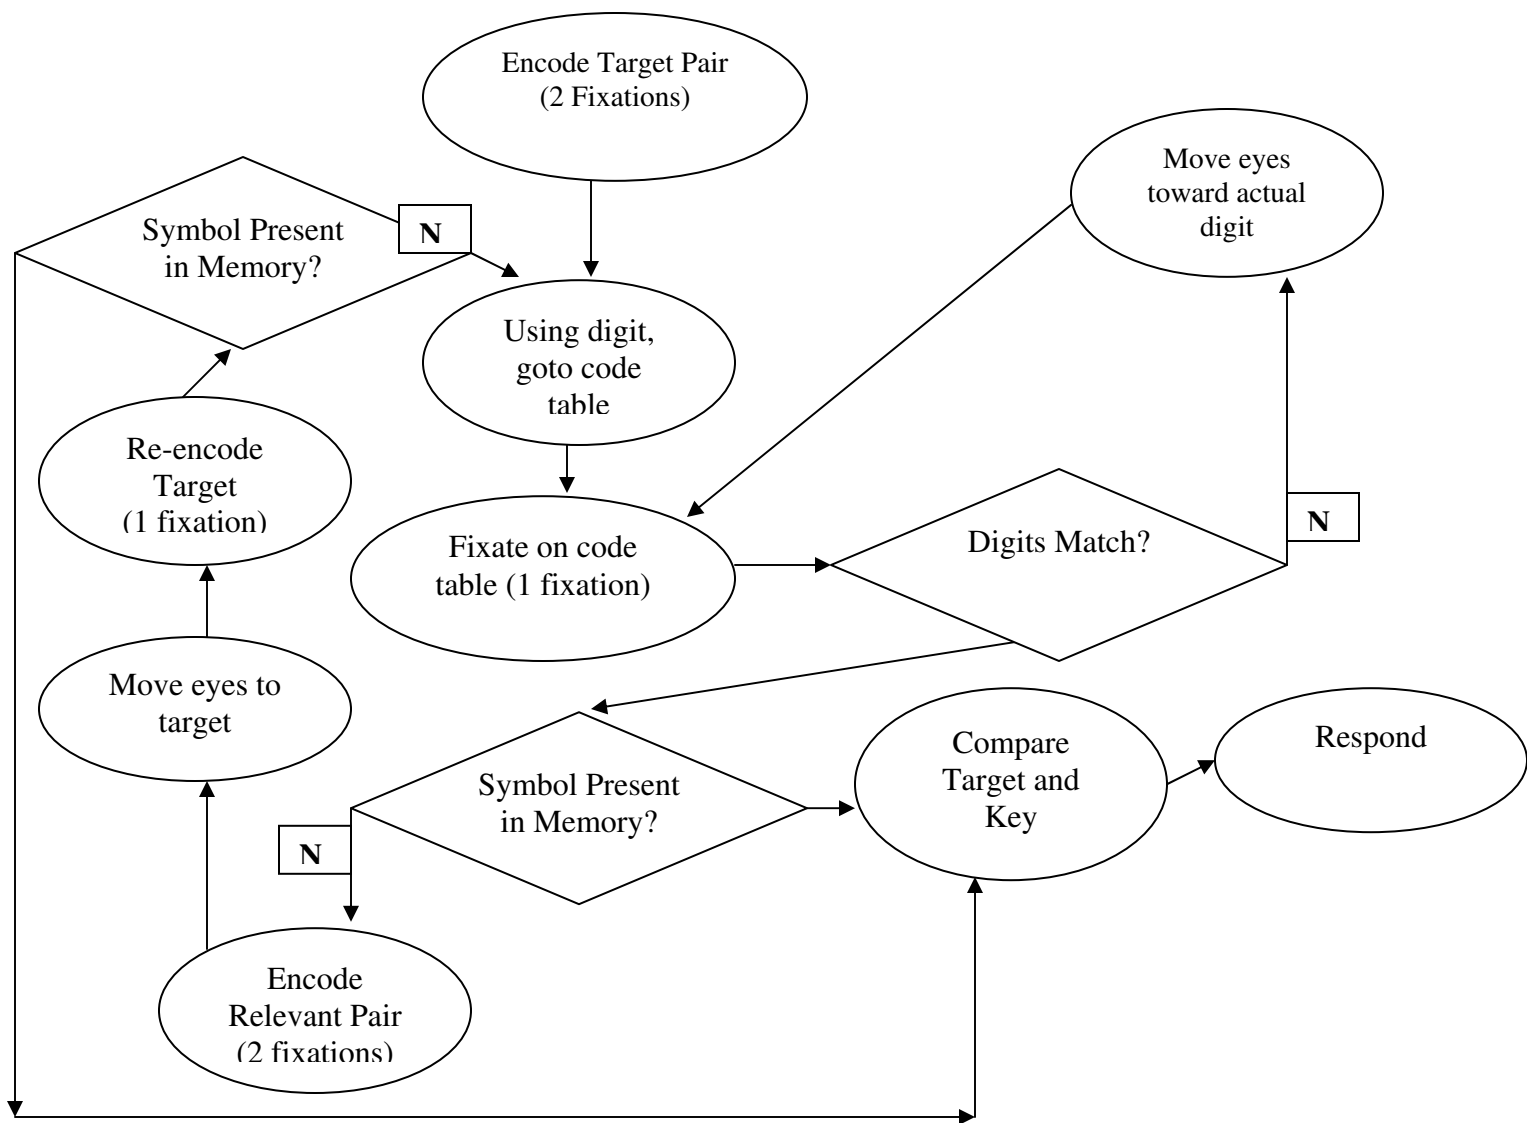 Encode Target Pair
(2 Fixations)
Move eyes
toward actual
digit
Symbol Present
in Memory?
N
Using digit,
goto code
table
Re-encode
Target
(1 fixation)
Fixate on code
table (1 fixation)
Digits Match?
N
Move eyes to
target
Symbol Present
in Memory?
N
Compare
Target and
Key
Respond
Encode
Relevant Pair
(2 fixations)